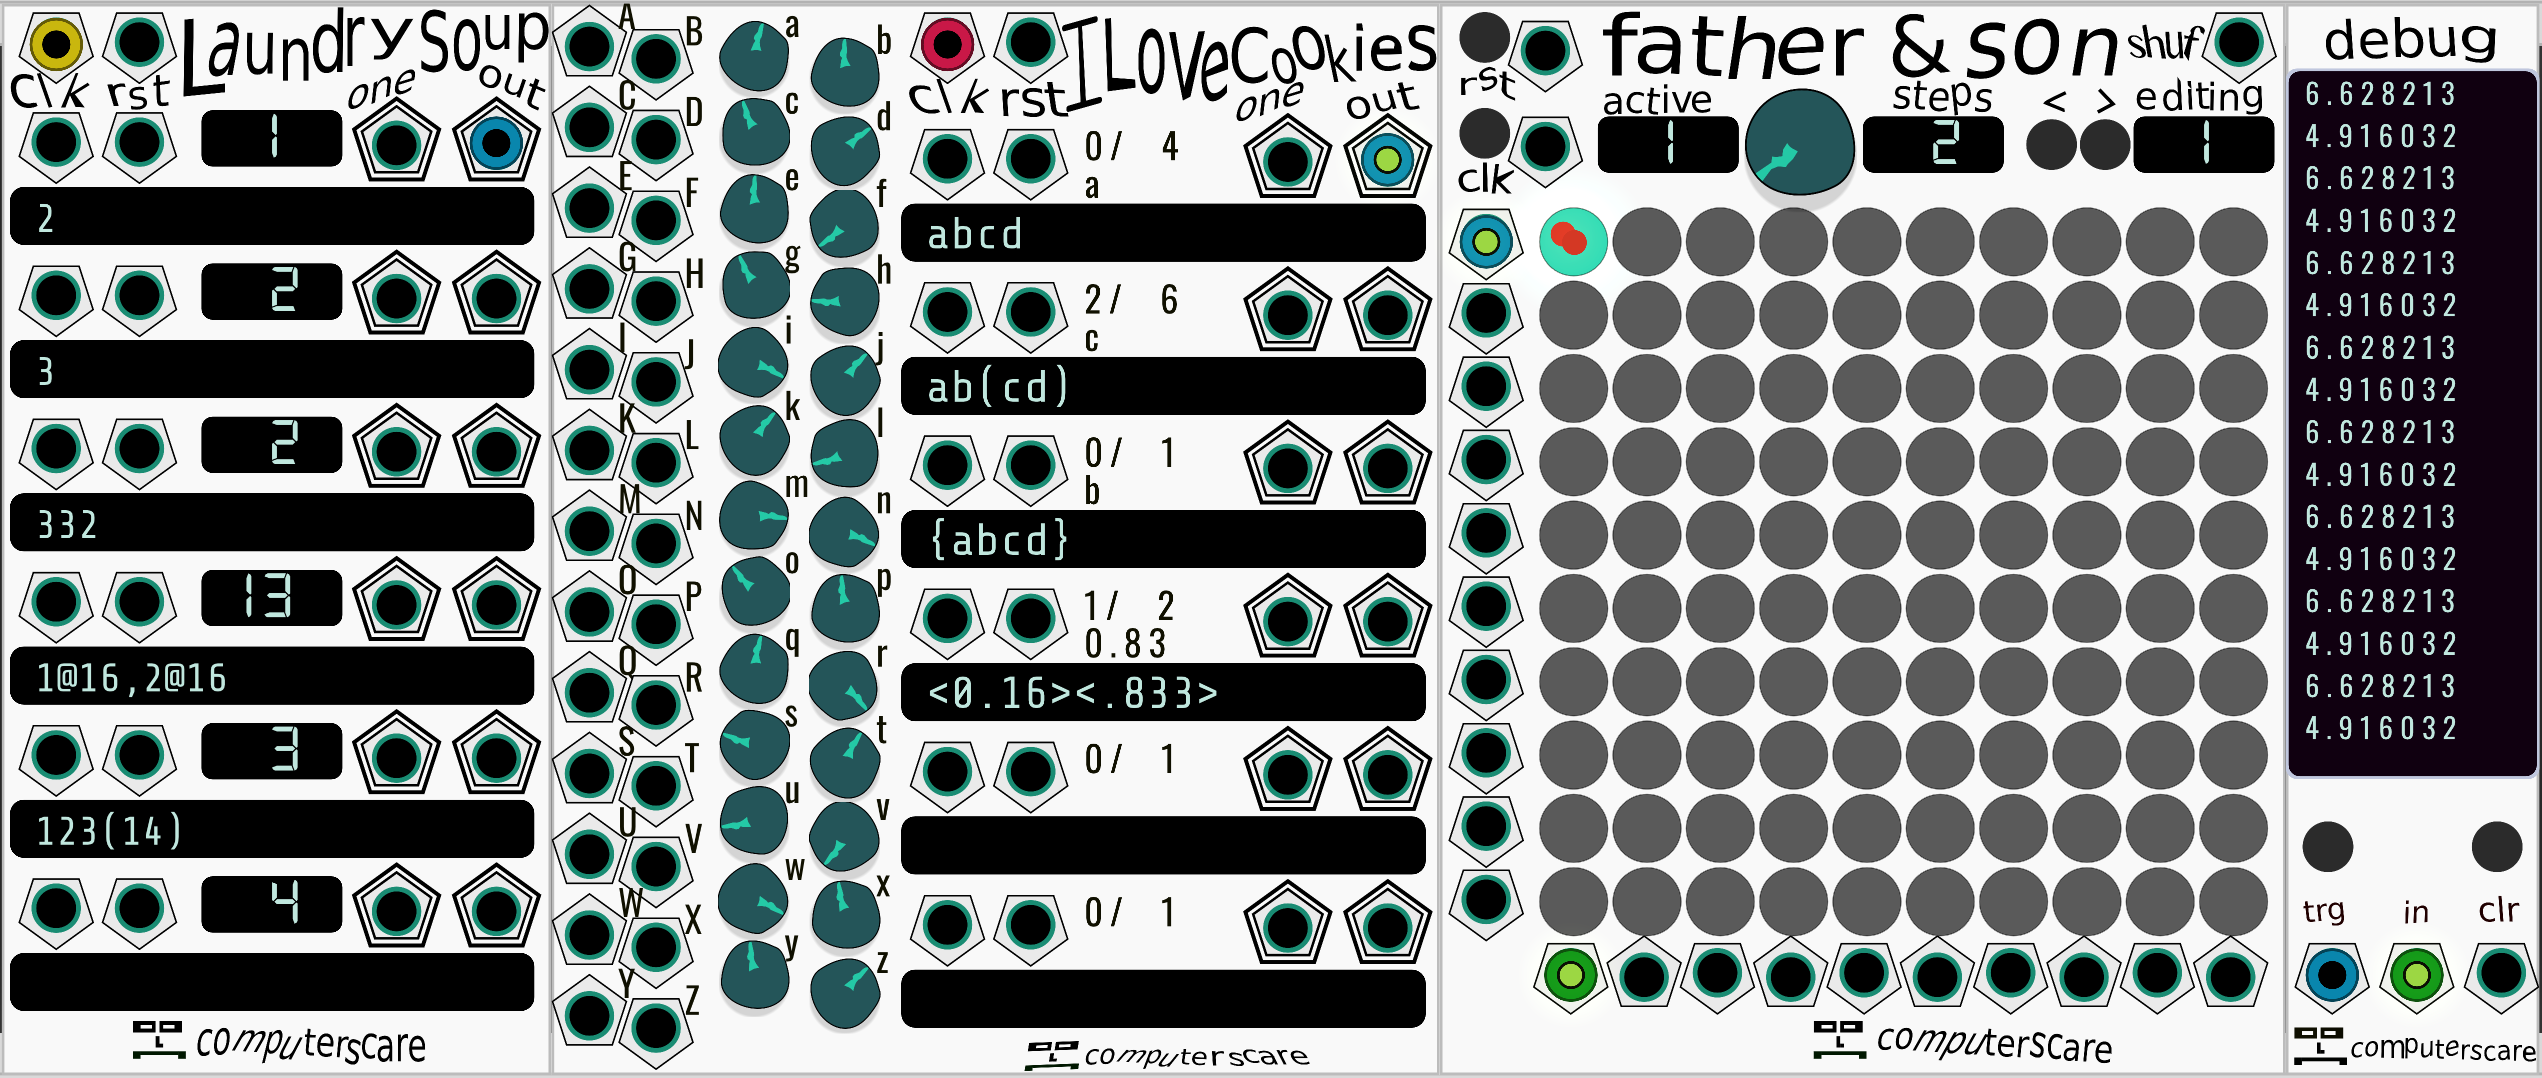 LaundrySoup
clk rst one out
1
2
2
3
2
332
13
1@16,2@16
3
123(14)
4
computerscare
A B
C D
E F
G H
I J
K L
M N
O P
Q R
S T
U V
W X
Y Z
a b
c d
e f
g h
i j
k l
m n
o p
q r
s t
u v
w x
y z
ILoveCookies
clk rst one out
0/ 4
a
abcd
2/ 6
c
ab(cd)
0/ 1
b
{abcd}
1/ 2
0.83
<0.16><.833>
0/ 1
0/ 1
computerscare
father & son
rst shuf
active steps < > editing
1 2 1
clk
computerscare
debug
6.628213
4.916032
6.628213
4.916032
6.628213
4.916032
6.628213
4.916032
6.628213
4.916032
6.628213
4.916032
6.628213
4.916032
6.628213
4.916032
trg in clr
computerscare